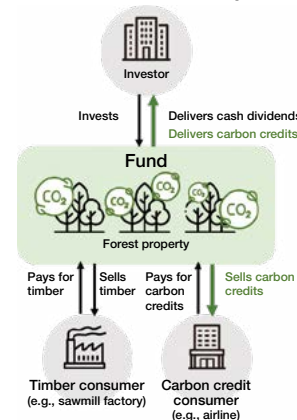 Investor
Invests
Delivers cash dividends
Delivers carbon credits
Fund
CO₂
CO₂
CO₂
CO₂
CO₂
Forest property
Pays for
timber
Sells
timber
Pays for
carbon
credits
Sells carbon
credits
Timber consumer
(e.g., sawmill factory)
Carbon credit
consumer
(e.g., airline)